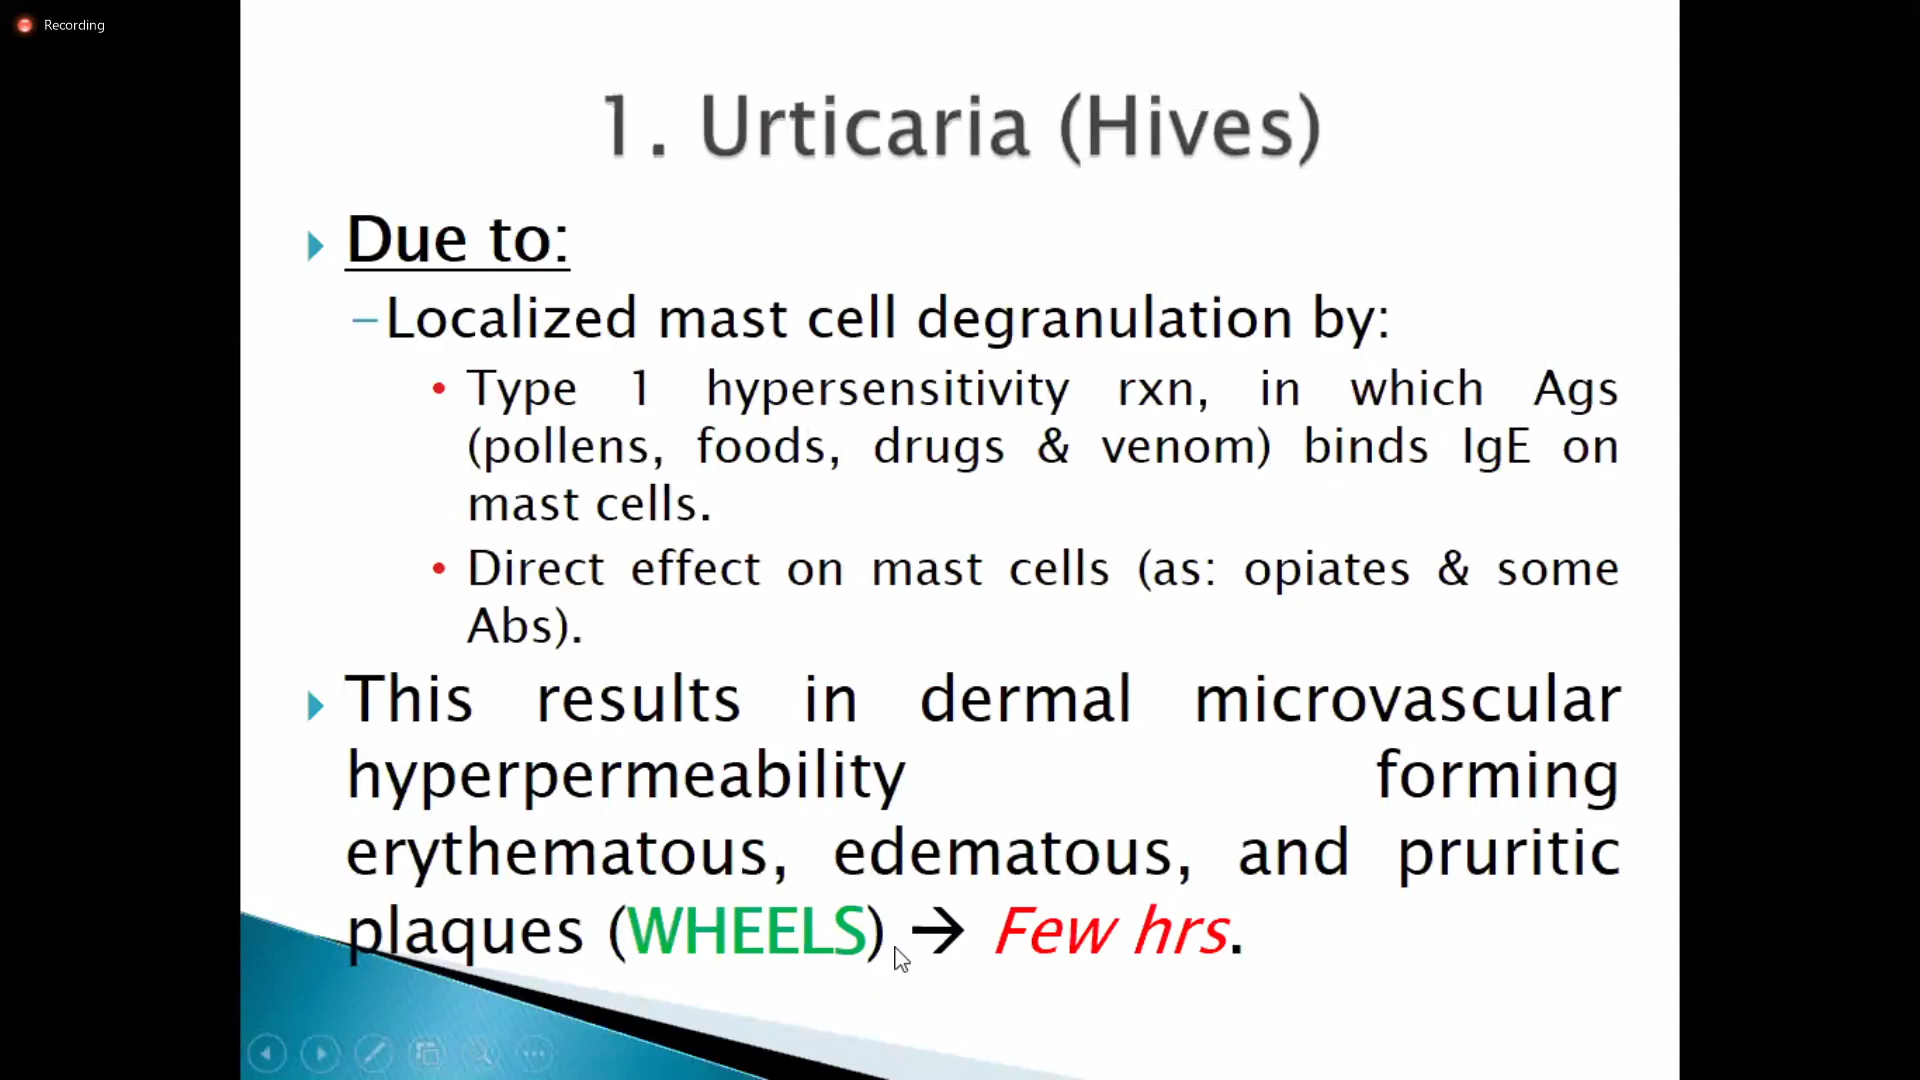 Recording
1. Urticaria (Hives)
Due to:
–Localized mast cell degranulation by:
• Type 1 hypersensitivity rxn, in which Ags
(pollens, foods, drugs & venom) binds IgE on
mast cells.
• Direct effect on mast cells (as: opiates & some
Abs).
This results in dermal microvascular
hyperpermeability forming
erythematous, edematous, and pruritic
plaques (WHEELS) → Few hrs.